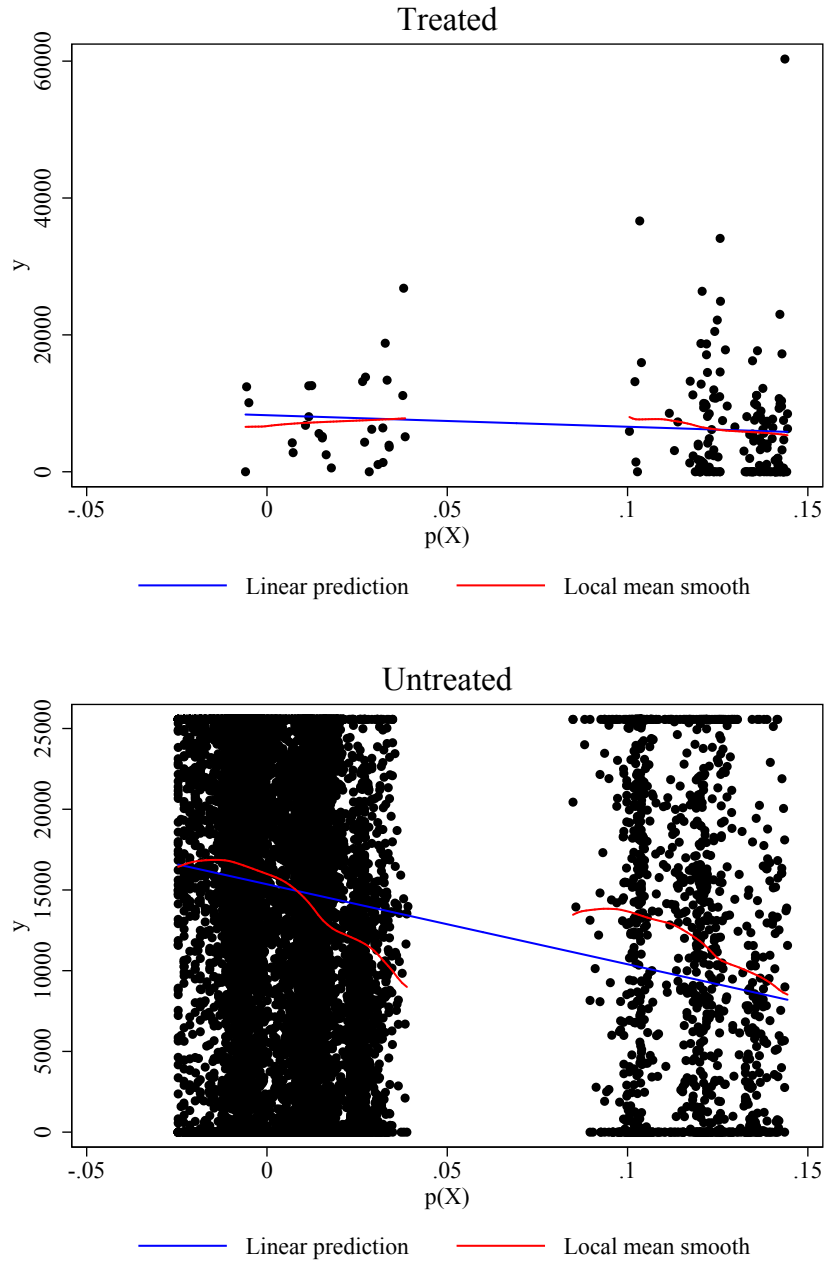 Treated
60000
40000
20000
0
y
-.05 0 .05 .1 .15
p(X)
Linear prediction Local mean smooth
Untreated
25000
20000
15000
10000
5000
0
y
-.05 0 .05 .1 .15
p(X)
Linear prediction Local mean smooth